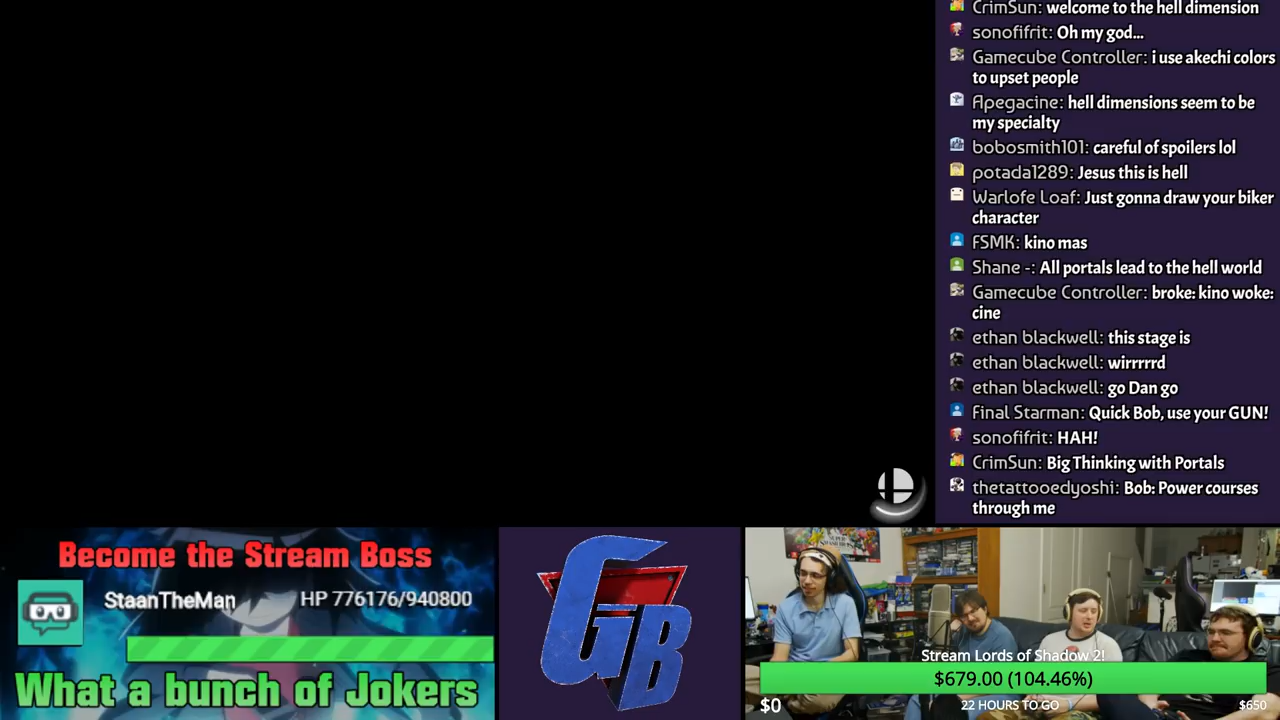 CrimSun: welcome to the hell dimension
sonofifrit: Oh my god...
Gamecube Controller: i use akechi colors
to upset people
Apegacine: hell dimensions seem to be
my specialty
bobosmith101: careful of spoilers lol
potada1289: Jesus this is hell
Warlofe Loaf: Just gonna draw your biker
character
FSMK: kino mas
Shane -: All portals lead to the hell world
Gamecube Controller: broke: kino woke:
cine
ethan blackwell: this stage is
ethan blackwell: wirrrrrd
ethan blackwell: go Dan go
Final Starman: Quick Bob, use your GUN!
sonofifrit: HAH!
CrimSun: Big Thinking with Portals
thetattooedyoshi: Bob: Power courses
through me
Become the Stream Boss
StaanTheMan HP 776176/940800
What a bunch of Jokers
GB
Stream Lords of Shadow 2!
$679.00 (104.46%)
$0 22 HOURS TO GO $650